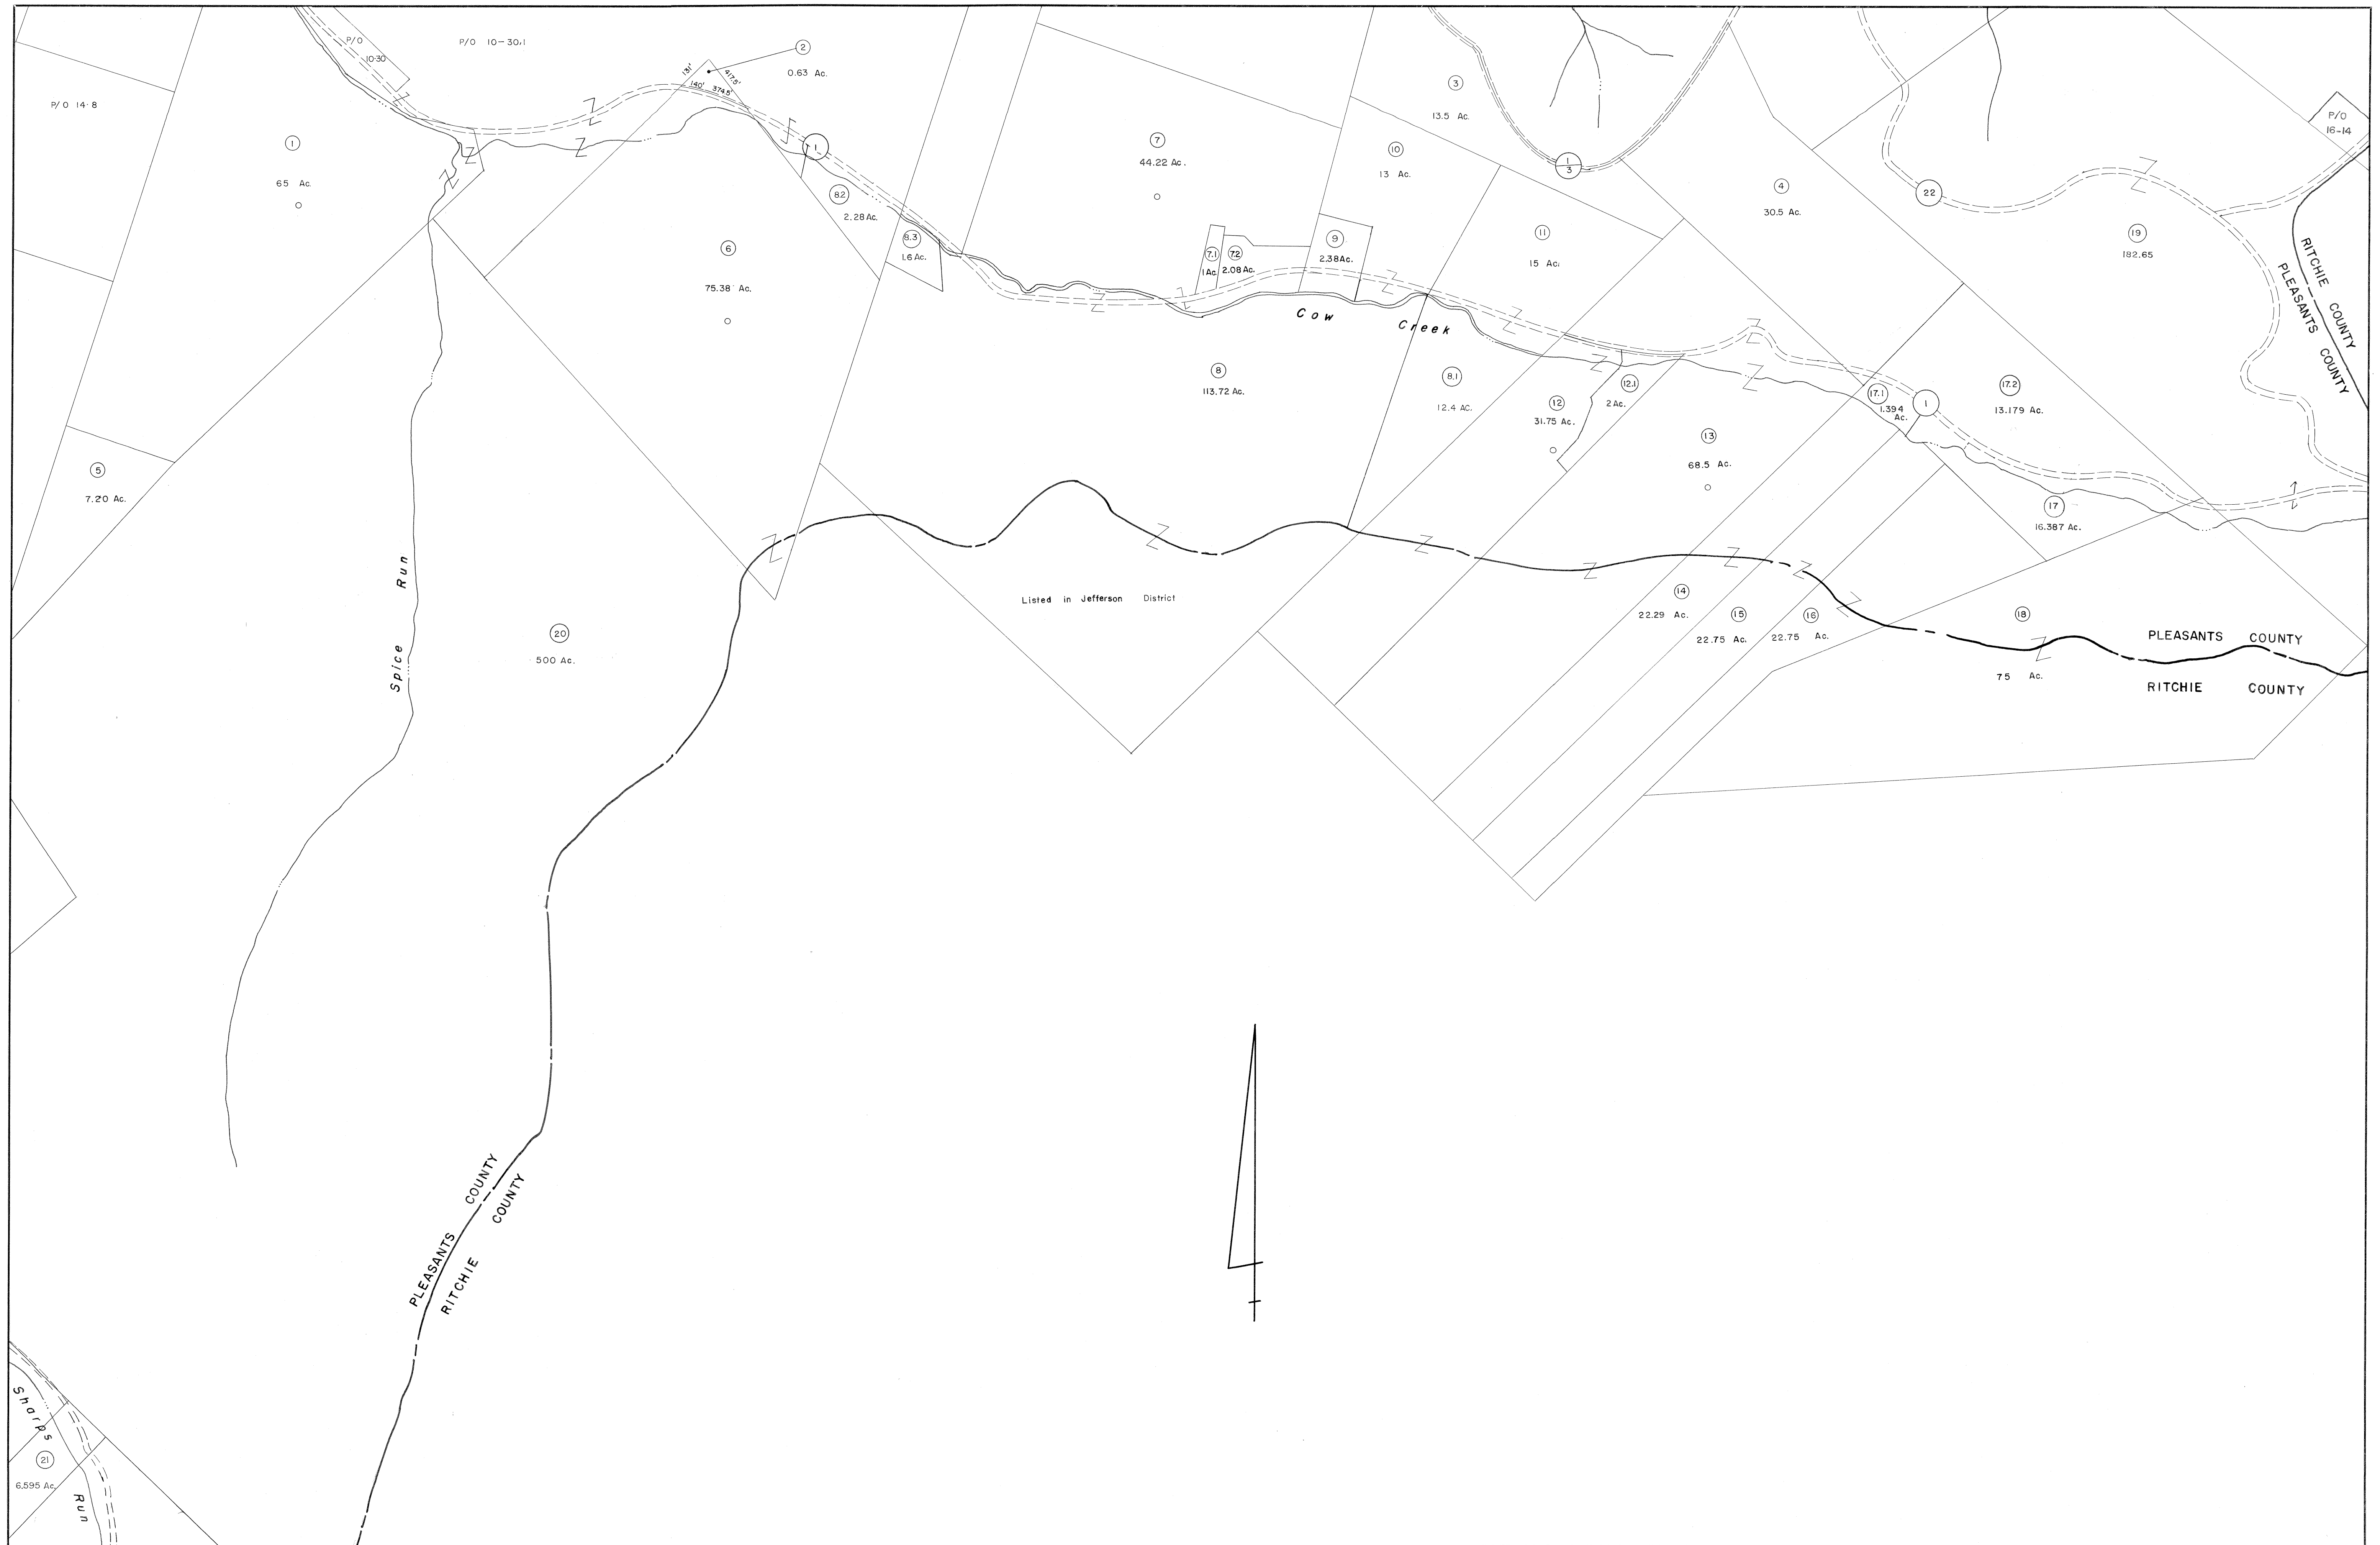 P/O
10-30
P/O 10-30.1
2
0.63 Ac.
131'
417.5'
140' 374.5'
P/O 14-8
1
65 Ac.
1
3
13.5 Ac.
7
44.22 Ac.
10
13 Ac.
1
3
4
30.5 Ac.
22
P/O
16-14
19
182.65
RITCHIE COUNTY
PLEASANTS COUNTY
8.2
2.28 Ac.
8.3
1.6 Ac.
6
75.38 Ac.
7.1
1 Ac.
7.2
2.08 Ac.
9
2.38 Ac.
11
15 Ac.
Cow Creek
8
113.72 Ac.
8.1
12.4 AC.
12
31.75 Ac.
12.1
2 Ac.
17.1
1.394
Ac.
1
17.2
13.179 Ac.
13
68.5 Ac.
5
7.20 Ac.
17
16.387 Ac.
Spice Run
20
500 Ac.
Listed in Jefferson District
14
22.29 Ac.
15
22.75 Ac.
16
22.75 Ac.
18
75 Ac.
PLEASANTS COUNTY
RITCHIE COUNTY
PLEASANTS COUNTY
RITCHIE COUNTY
Sharps Run
21
6.595 Ac.